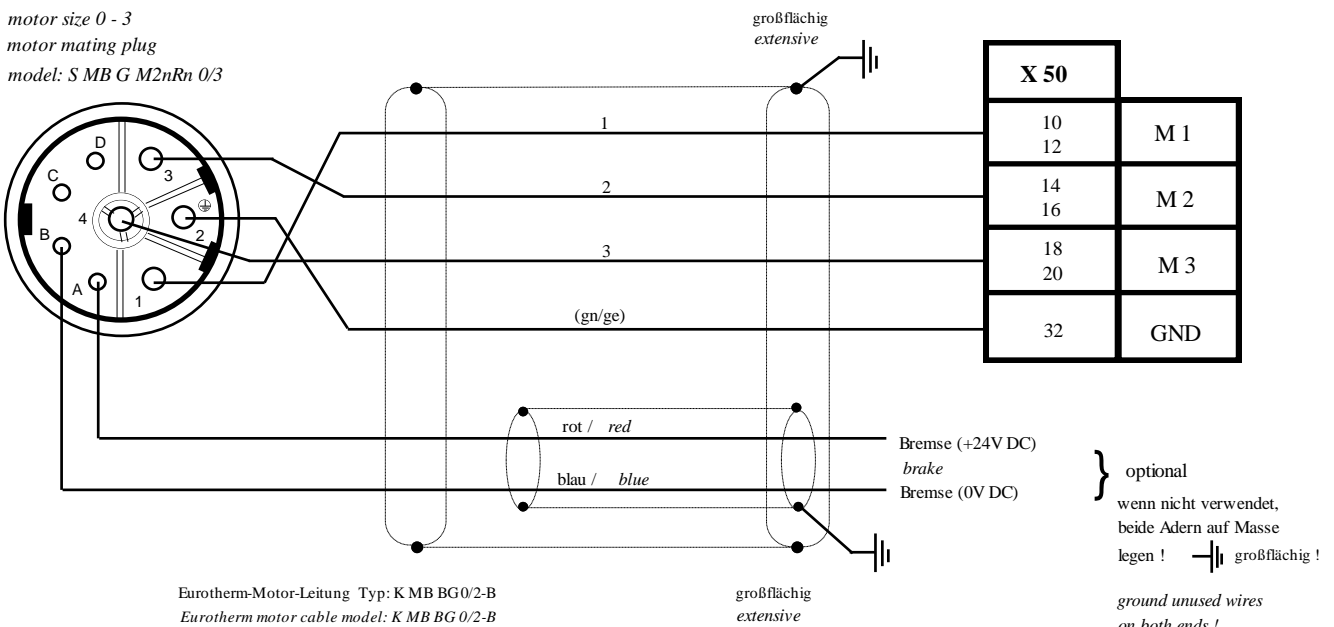 motor size 0 - 3
motor mating plug
model: S MB G M2nRn 0/3
großflächig
extensive
X 50
D
3
C
4
2
B
A
1
1
10
12
M 1
2
14
16
M 2
3
18
20
M 3
(gn/ge)
32
GND
rot / red
Bremse (+24V DC)
brake
blau / blue
Bremse (0V DC)
} optional
wenn nicht verwendet,
beide Adern auf Masse
legen ! großflächig !
ground unused wires
on both ends !
Eurotherm-Motor-Leitung Typ: K MB BG0/2-B
Eurotherm motor cable model: K MB BG 0/2-B
großflächig
extensive